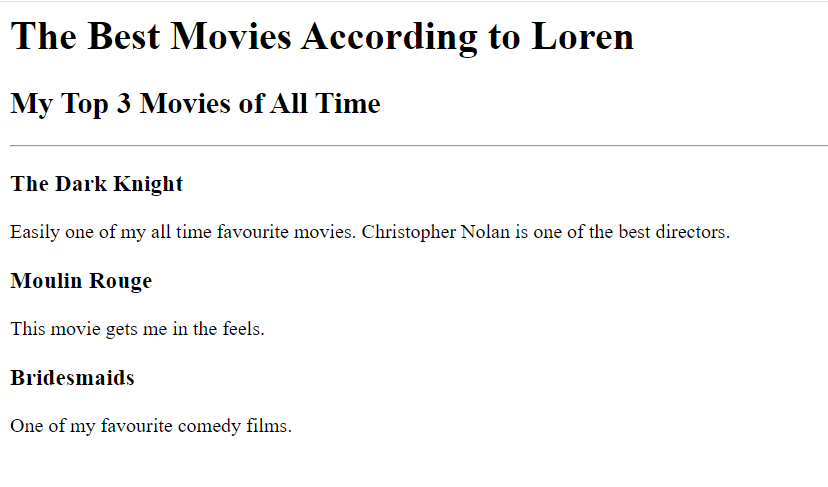 The Best Movies According to Loren
My Top 3 Movies of All Time
The Dark Knight
Easily one of my all time favourite movies. Christopher Nolan is one of the best directors.
Moulin Rouge
This movie gets me in the feels.
Bridesmaids
One of my favourite comedy films.